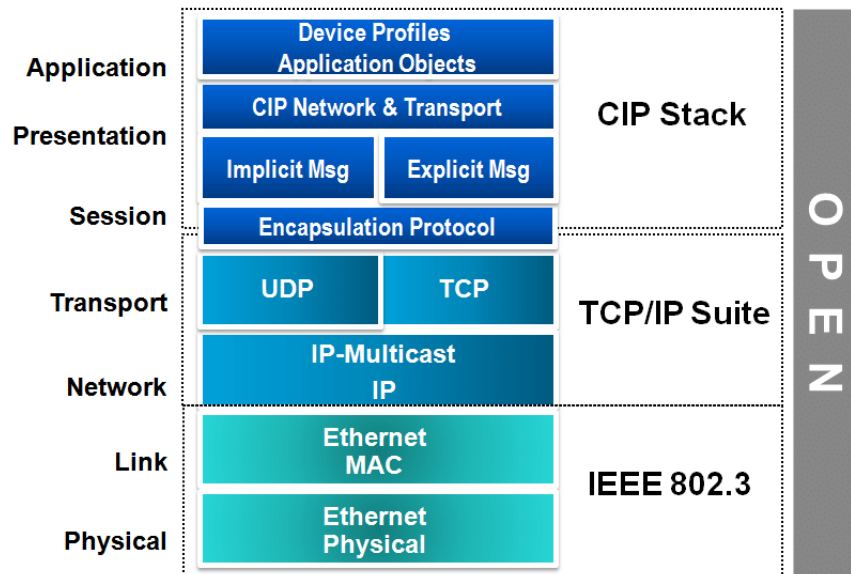 Device Profiles
Application Objects
Application
CIP Network & Transport
CIP Stack
Presentation
Implicit Msg
Explicit Msg
Session
Encapsulation Protocol
UDP
TCP
Transport
TCP/IP Suite
IP-Multicast
IP
Network
Ethernet
MAC
Link
IEEE 802.3
Ethernet
Physical
Physical
OPEN